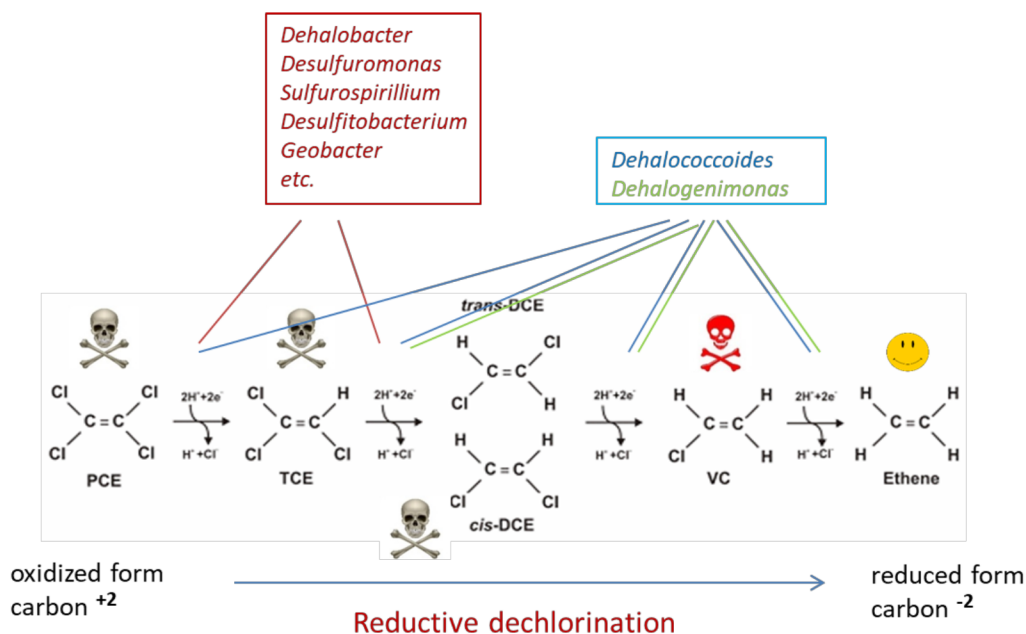 Dehalobacter
Desulfuromonas
Sulfurospirillium
Desulfitobacterium
Geobacter
etc.
Dehalococcoides
Dehalogenimonas
trans-DCE
Cl Cl
C=C
Cl Cl
PCE
2H⁺+2e⁻
H⁺+Cl⁻
Cl H
C=C
Cl Cl
TCE
2H⁺+2e⁻
H⁺+Cl⁻
H Cl
C=C
Cl H
H H
C=C
Cl Cl
cis-DCE
2H⁺+2e⁻
H⁺+Cl⁻
H H
C=C
Cl H
VC
2H⁺+2e⁻
H⁺+Cl⁻
H H
C=C
H H
Ethene
oxidized form
carbon +2
Reductive dechlorination
reduced form
carbon -2